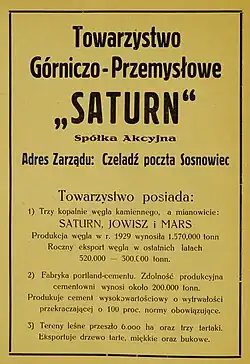 Towarzystwo
Górniczo-Przemysłowe
„SATURN“
Spółka Akcyjna
Adres Zarządu: Czeladź poczta Sosnowiec
Towarzystwo posiada:
1) Trzy kopalnie węgla kamiennego, a mianowicie:
SATURN, JOWISZ i MARS
Produkcja węgla w r. 1929 wynosiła 1.570,000 tonn
Roczny eksport węgla w ostatnich latach
520.000 — 500.000 tonn.
2) Fabryka portland-cementu. Zdolność produkcyjna
cementowni wynosi około 200.000 tonn.
Produkuje cement wysokowartościowy o wytrwałości
przekraczającej o 100 proc. normy obowiązujące.
3) Tereny leśne przeszło 6.000 ha oraz trzy tartaki.
Eksportuje drzewo tarte, miękkie oraz bukowe.